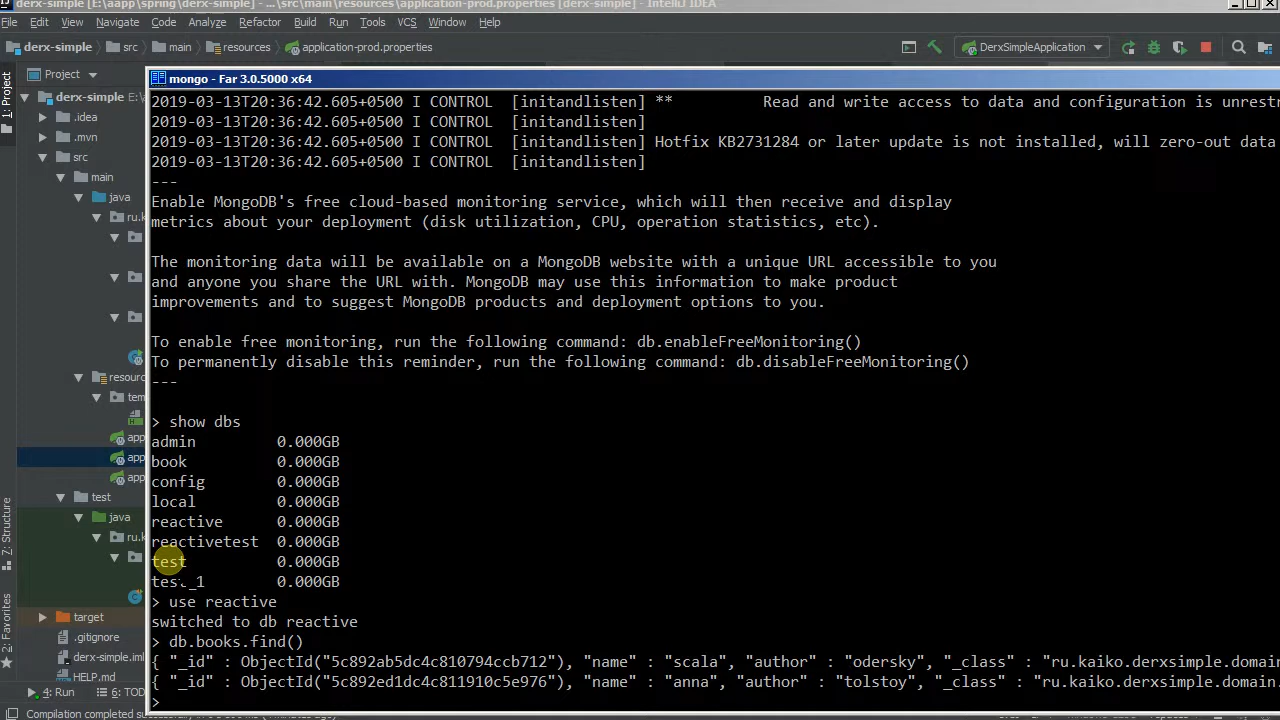 derx-simple [E:\aapp\spring\derx-simple] - ...\src\main\resources\application-prod.properties [derx-simple] - IntelliJ IDEA
File Edit View Navigate Code Analyze Refactor Build Run Tools VCS Window Help
derx-simple src main resources application-prod.properties DerxSimpleApplication
1: Project
Project
mongo - Far 3.0.5000 x64
derx-simple E:\
.idea
.mvn
src
main
java
ru.k
resourc
tem
app
app
app
test
java
ru.k
target
.gitignore
derx-simple.iml
HELP.md
7: Structure
2: Favorites
2019-03-13T20:36:42.605+0500 I CONTROL [initandlisten] ** Read and write access to data and configuration is unrest
2019-03-13T20:36:42.605+0500 I CONTROL [initandlisten]
2019-03-13T20:36:42.605+0500 I CONTROL [initandlisten] Hotfix KB2731284 or later update is not installed, will zero-out data
2019-03-13T20:36:42.605+0500 I CONTROL [initandlisten]
---
Enable MongoDB's free cloud-based monitoring service, which will then receive and display
metrics about your deployment (disk utilization, CPU, operation statistics, etc).
The monitoring data will be available on a MongoDB website with a unique URL accessible to you
and anyone you share the URL with. MongoDB may use this information to make product
improvements and to suggest MongoDB products and deployment options to you.
To enable free monitoring, run the following command: db.enableFreeMonitoring()
To permanently disable this reminder, run the following command: db.disableFreeMonitoring()
---
> show dbs
admin 0.000GB
book 0.000GB
config 0.000GB
local 0.000GB
reactive 0.000GB
reactivetest 0.000GB
test 0.000GB
test_1 0.000GB
> use reactive
switched to db reactive
> db.books.find()
{ "_id" : ObjectId("5c892ab5dc4c810794ccb712"), "name" : "scala", "author" : "odersky", "_class" : "ru.kaiko.derxsimple.domain
{ "_id" : ObjectId("5c892ed1dc4c811910c5e976"), "name" : "anna", "author" : "tolstoy", "_class" : "ru.kaiko.derxsimple.domain.
>
4: Run 6: TOD
Compilation completed